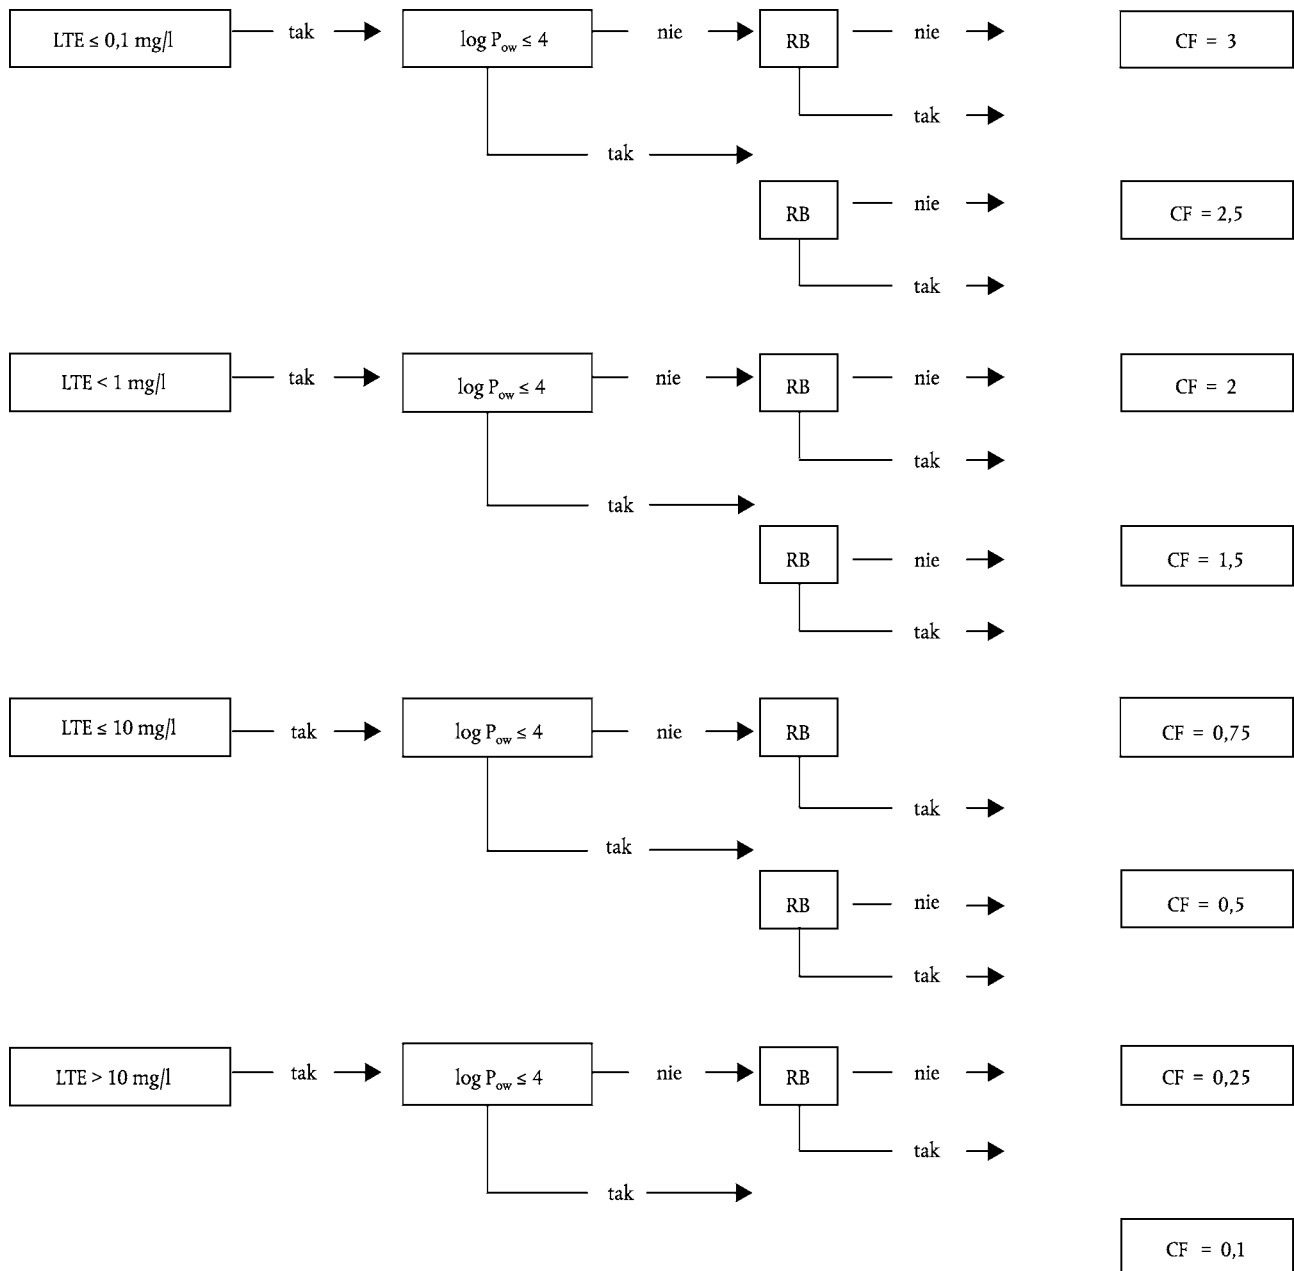 LTE ≤ 0,1 mg/l tak log Pow ≤ 4 nie RB nie CF = 3
tak
tak
RB nie CF = 2,5
tak
LTE < 1 mg/l tak log Pow ≤ 4 nie RB nie CF = 2
tak
tak
RB nie CF = 1,5
tak
LTE ≤ 10 mg/l tak log Pow ≤ 4 nie RB CF = 0,75
tak
tak
RB nie CF = 0,5
tak
LTE > 10 mg/l tak log Pow ≤ 4 nie RB nie CF = 0,25
tak
tak
CF = 0,1